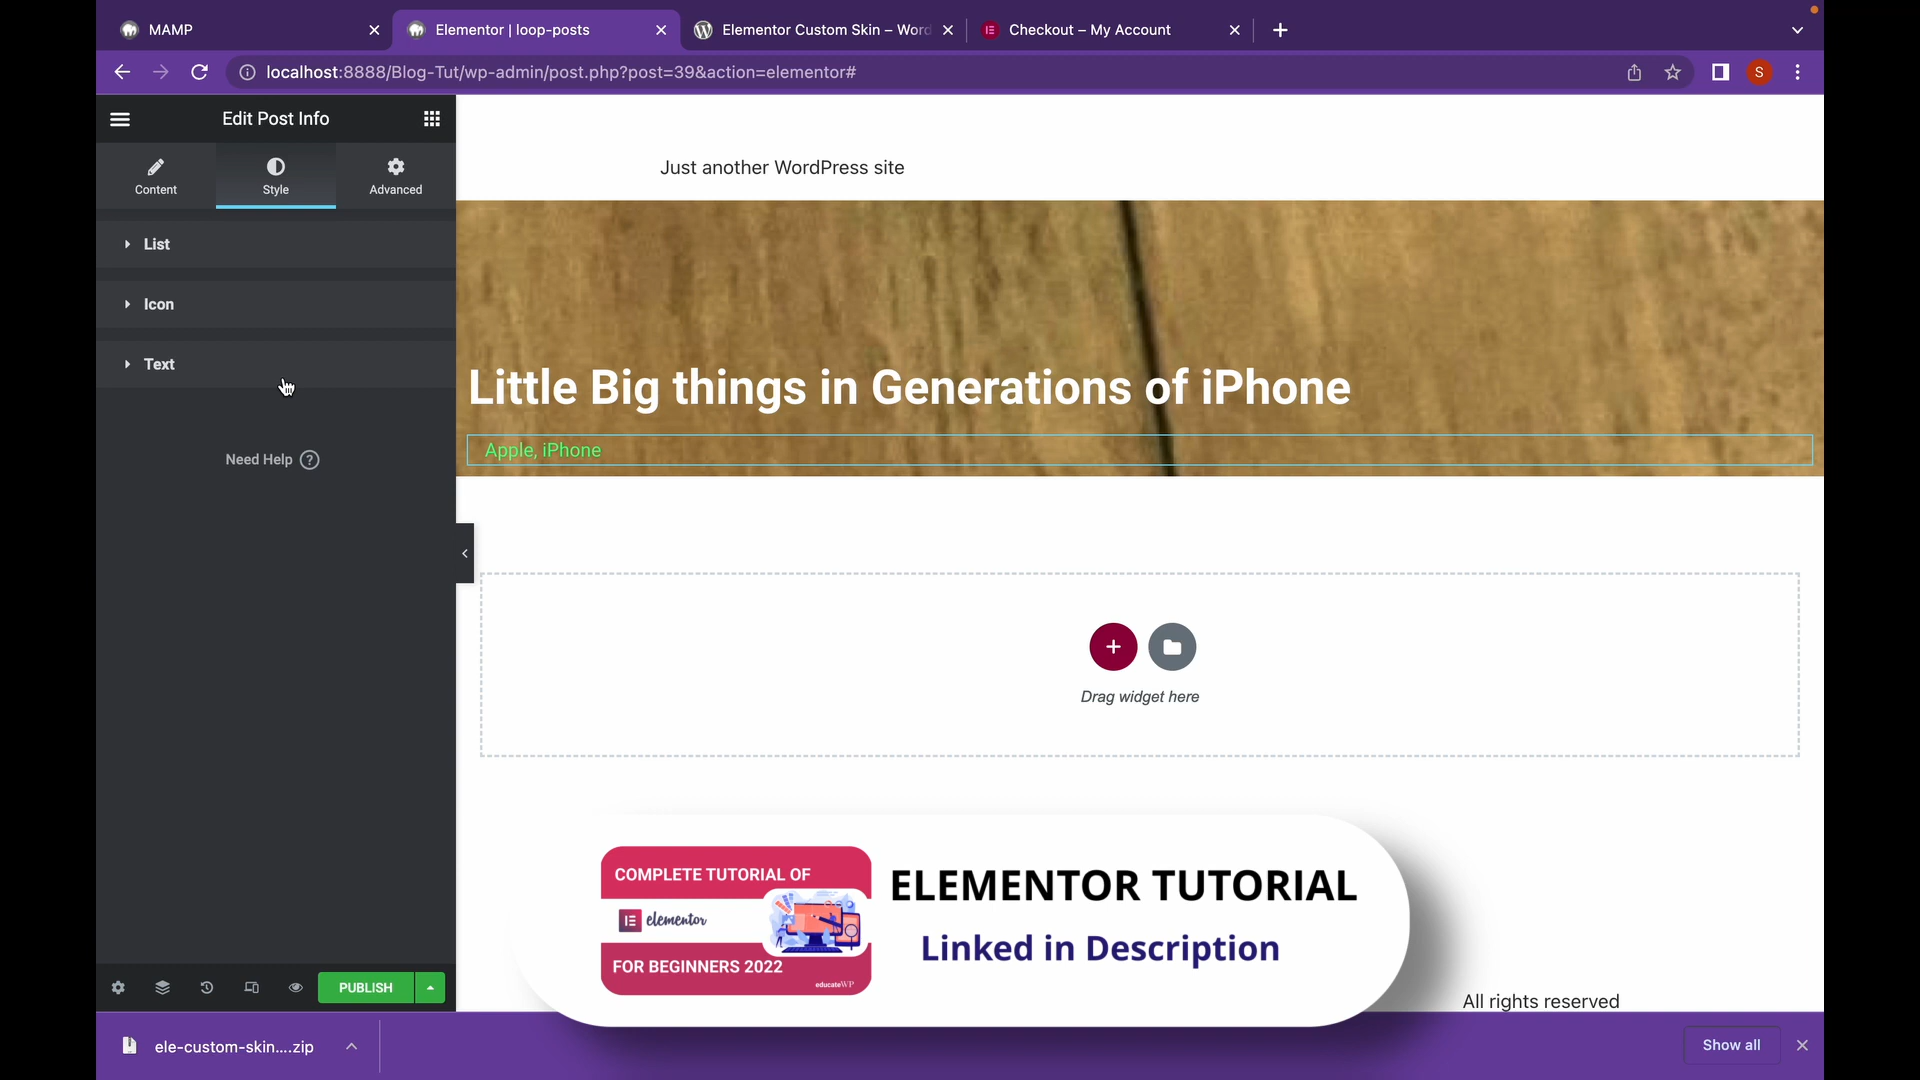 MAMP
Elementor | loop-posts
Elementor Custom Skin – Word
Checkout – My Account
localhost:8888/Blog-Tut/wp-admin/post.php?post=39&action=elementor#
S
Edit Post Info
Content
Style
Advanced
List
Icon
Text
Need Help ?
Just another WordPress site
Little Big things in Generations of iPhone
Apple, iPhone
Drag widget here
COMPLETE TUTORIAL OF
elementor
FOR BEGINNERS 2022
educateWP
ELEMENTOR TUTORIAL
Linked in Description
All rights reserved
PUBLISH
ele-custom-skin....zip
Show all